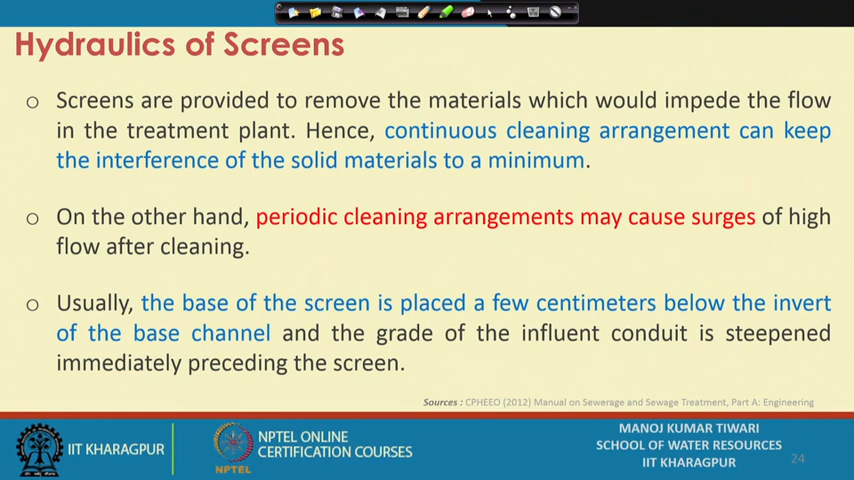 Hydraulics of Screens
o Screens are provided to remove the materials which would impede the flow
in the treatment plant. Hence, continuous cleaning arrangement can keep
the interference of the solid materials to a minimum.
o On the other hand, periodic cleaning arrangements may cause surges of high
flow after cleaning.
o Usually, the base of the screen is placed a few centimeters below the invert
of the base channel and the grade of the influent conduit is steepened
immediately preceding the screen.
Sources : CPHEEO (2012) Manual on Sewerage and Sewage Treatment, Part A: Engineering
IIT KHARAGPUR
NPTEL
NPTEL ONLINE
CERTIFICATION COURSES
MANOJ KUMAR TIWARI
SCHOOL OF WATER RESOURCES
IIT KHARAGPUR
24